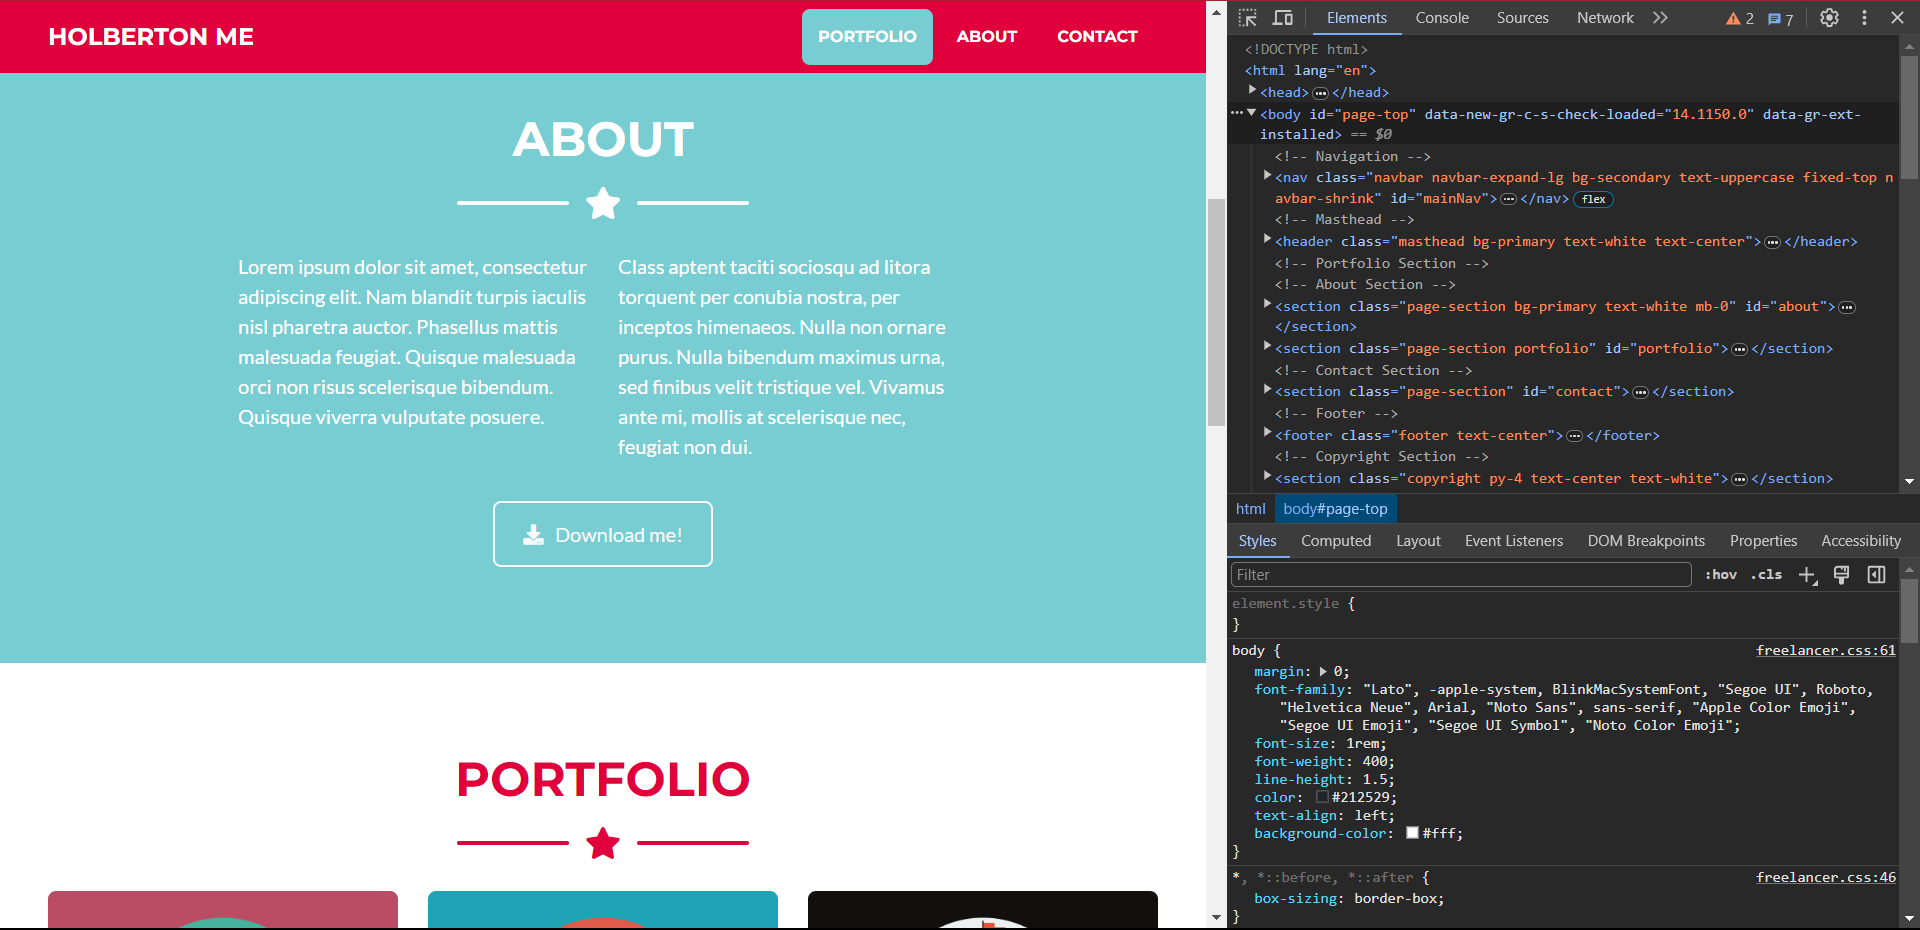 HOLBERTON ME
PORTFOLIO ABOUT CONTACT
ABOUT
Lorem ipsum dolor sit amet, consectetur
adipiscing elit. Nam blandit turpis iaculis
nisl pharetra auctor. Phasellus mattis
malesuada feugiat. Quisque malesuada
orci non risus scelerisque bibendum.
Quisque viverra vulputate posuere.
Class aptent taciti sociosqu ad litora
torquent per conubia nostra, per
inceptos himenaeos. Nulla non ornare
purus. Nulla bibendum maximus urna,
sed finibus velit tristique vel. Vivamus
ante mi, mollis at scelerisque nec,
feugiat non dui.
Download me!
PORTFOLIO
Elements Console Sources Network 2 7
<!DOCTYPE html>
<html lang="en">
<head>…</head>
<body id="page-top" data-new-gr-c-s-check-loaded="14.1150.0" data-gr-ext-
installed> == $0
<!-- Navigation -->
<nav class="navbar navbar-expand-lg bg-secondary text-uppercase fixed-top n
avbar-shrink" id="mainNav">…</nav> flex
<!-- Masthead -->
<header class="masthead bg-primary text-white text-center">…</header>
<!-- Portfolio Section -->
<!-- About Section -->
<section class="page-section bg-primary text-white mb-0" id="about">…
</section>
<section class="page-section portfolio" id="portfolio">…</section>
<!-- Contact Section -->
<section class="page-section" id="contact">…</section>
<!-- Footer -->
<footer class="footer text-center">…</footer>
<!-- Copyright Section -->
<section class="copyright py-4 text-center text-white">…</section>
html body#page-top
Styles Computed Layout Event Listeners DOM Breakpoints Properties Accessibility
Filter :hov .cls
element.style {
}
body { freelancer.css:61
margin: 0;
font-family: "Lato", -apple-system, BlinkMacSystemFont, "Segoe UI", Roboto,
"Helvetica Neue", Arial, "Noto Sans", sans-serif, "Apple Color Emoji",
"Segoe UI Emoji", "Segoe UI Symbol", "Noto Color Emoji";
font-size: 1rem;
font-weight: 400;
line-height: 1.5;
color: #212529;
text-align: left;
background-color: #fff;
}
*, *::before, *::after { freelancer.css:46
box-sizing: border-box;
}